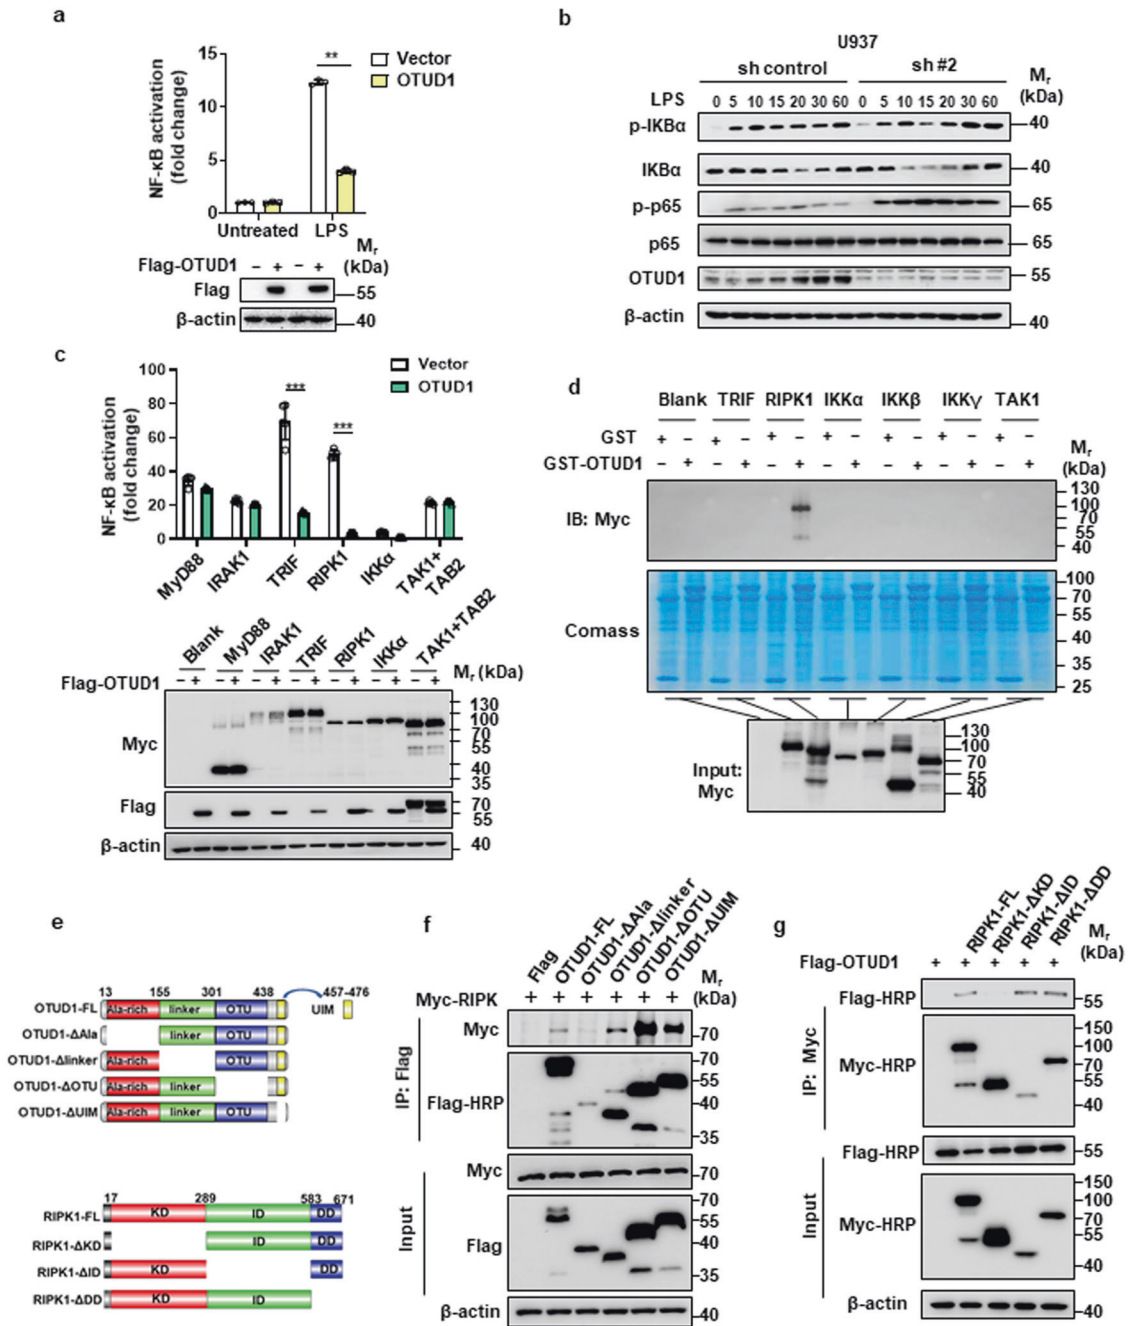 a
NF-κB activation
(fold change)
15
10
5
0
**
Vector
OTUD1
Untreated LPS
Mr
(kDa)
Flag-OTUD1 – + – +
Flag 55
β-actin 40
b
U937
sh control sh #2
Mr
(kDa)
LPS 0 5 10 15 20 30 60 0 5 10 15 20 30 60
p-IKBα 40
IKBα 40
p-p65 65
p65 65
OTUD1 55
β-actin 40
c
NF-κB activation
(fold change)
100
80
60
40
20
0
*** ***
Vector
OTUD1
MyD88 IRAK1 TRIF RIPK1 IKKα TAK1+
TAB2
Blank MyD88 IRAK1 TRIF RIPK1 IKKα TAK1+TAB2
Mr (kDa)
Flag-OTUD1 – + – + – + – + – + – + – +
Myc
130
100
70
55
40
35
Flag
70
55
β-actin 40
d
Blank TRIF RIPK1 IKKα IKKβ IKKγ TAK1
GST + – + – + – + – + – + – + –
GST-OTUD1 – + – + – + – + – + – + – +
Mr
(kDa)
IB: Myc
130
100
70
55
40
Comass
100
70
55
40
35
25
Input:
Myc
130
100
70
55
40
e
13 155 301 438 457-476
OTUD1-FL Ala-rich linker OTU UIM
OTUD1-ΔAla linker OTU
OTUD1-Δlinker Ala-rich OTU
OTUD1-ΔOTU Ala-rich linker
OTUD1-ΔUIM Ala-rich linker OTU
17 289 583 671
RIPK1-FL KD ID DD
RIPK1-ΔKD ID DD
RIPK1-ΔID KD DD
RIPK1-ΔDD KD ID
f
Flag OTUD1-FL OTUD1-ΔAla OTUD1-Δlinker OTUD1-ΔOTU OTUD1-ΔUIM
Mr
(kDa)
Myc-RIPK + + + + + +
IP: Flag
Myc 70
Flag-HRP
70
55
40
35
Input
Myc 70
Flag
70
55
40
35
β-actin 40
g
RIPK1-FL RIPK1-ΔKD RIPK1-ΔID RIPK1-ΔDD
Mr
(kDa)
Flag-OTUD1 + + + + +
IP: Myc
Flag-HRP 55
Myc-HRP
150
100
70
55
40
Input
Flag-HRP 55
Myc-HRP
150
100
70
55
40
β-actin 40